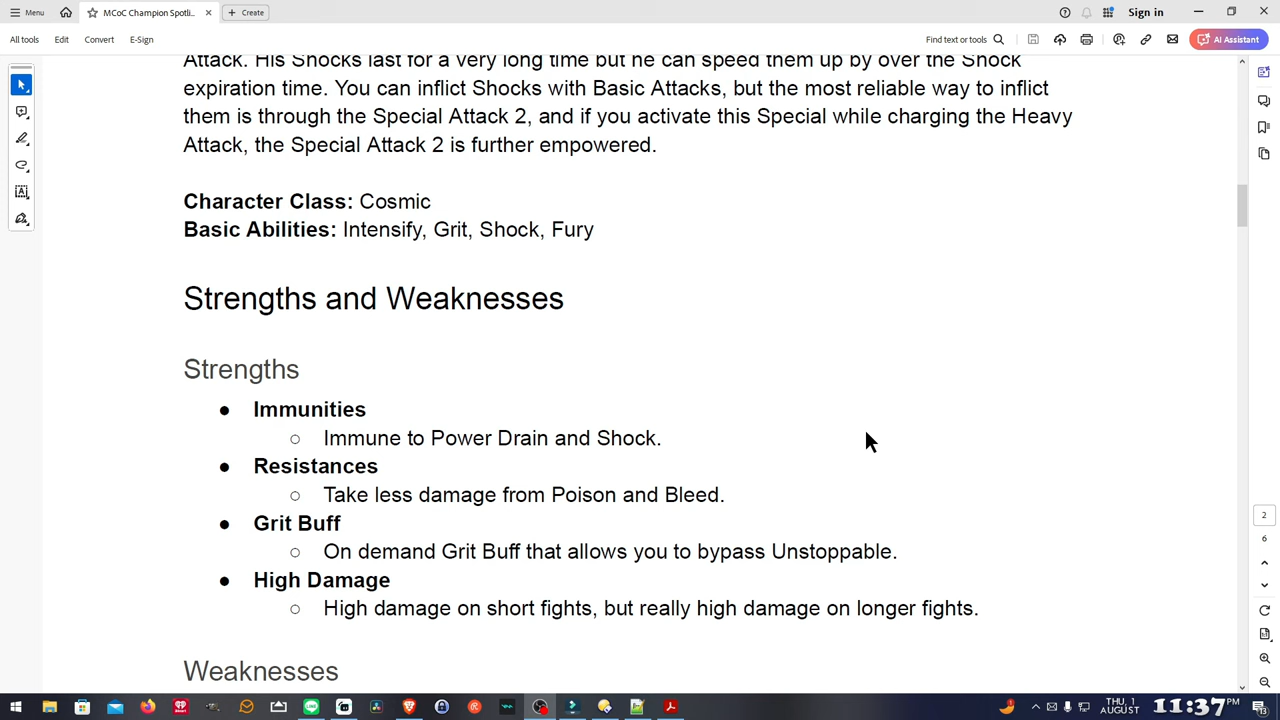 Menu
MCoC Champion Spotli...
Create
Sign in
All tools
Edit
Convert
E-Sign
Find text or tools
AI Assistant
Attack. His Shocks last for a very long time but he can speed them up by over the Shock
expiration time. You can inflict Shocks with Basic Attacks, but the most reliable way to inflict
them is through the Special Attack 2, and if you activate this Special while charging the Heavy
Attack, the Special Attack 2 is further empowered.
Character Class: Cosmic
Basic Abilities: Intensify, Grit, Shock, Fury
Strengths and Weaknesses
Strengths
● Immunities
○ Immune to Power Drain and Shock.
● Resistances
○ Take less damage from Poison and Bleed.
● Grit Buff
○ On demand Grit Buff that allows you to bypass Unstoppable.
● High Damage
○ High damage on short fights, but really high damage on longer fights.
Weaknesses
2
6
THU, 1
AUGUST
11:37PM
13